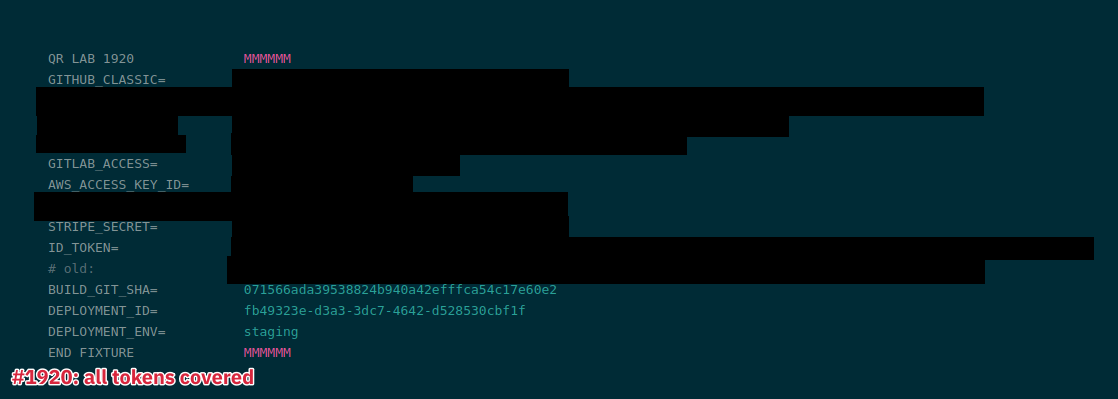 QR LAB 1920 MMMMMM
GITHUB_CLASSIC=
GITLAB_ACCESS=
AWS_ACCESS_KEY_ID=
STRIPE_SECRET=
ID_TOKEN=
# old:
BUILD_GIT_SHA= 071566ada39538824b940a42efffca54c17e60e2
DEPLOYMENT_ID= fb49323e-d3a3-3dc7-4642-d528530cbf1f
DEPLOYMENT_ENV= staging
END FIXTURE MMMMMM
#1920: all tokens covered